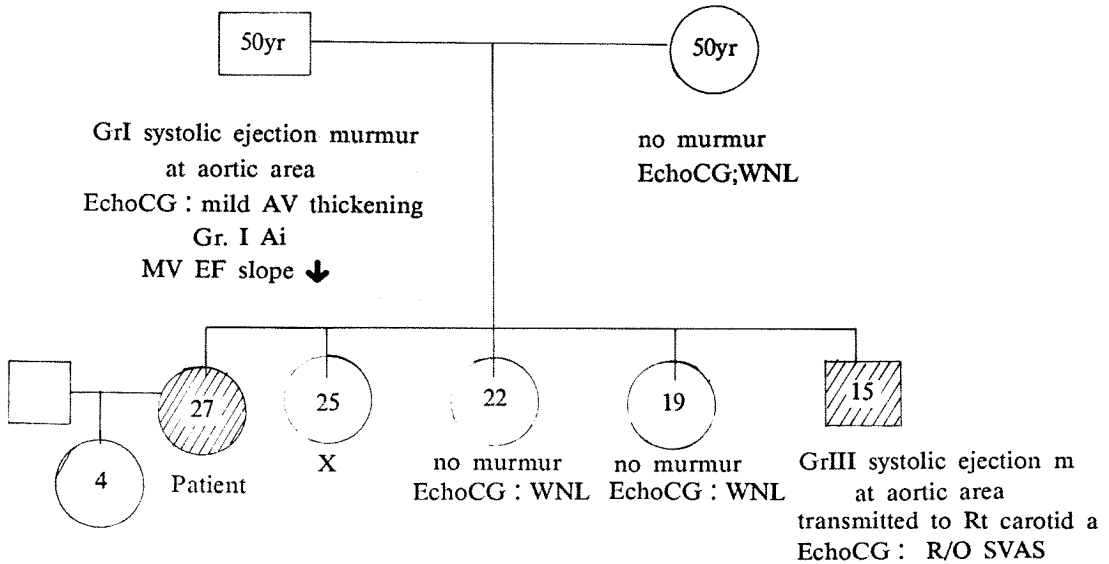 50yr
50yr
GrI systolic ejection murmur
at aortic area
EchoCG : mild AV thickening
Gr. I Ai
MV EF slope ↓
no murmur
EchoCG;WNL
27
25
22
19
15
4
Patient
X
no murmur
EchoCG : WNL
no murmur
EchoCG : WNL
GrIII systolic ejection m
at aortic area
transmitted to Rt carotid a
EchoCG : R/O SVAS